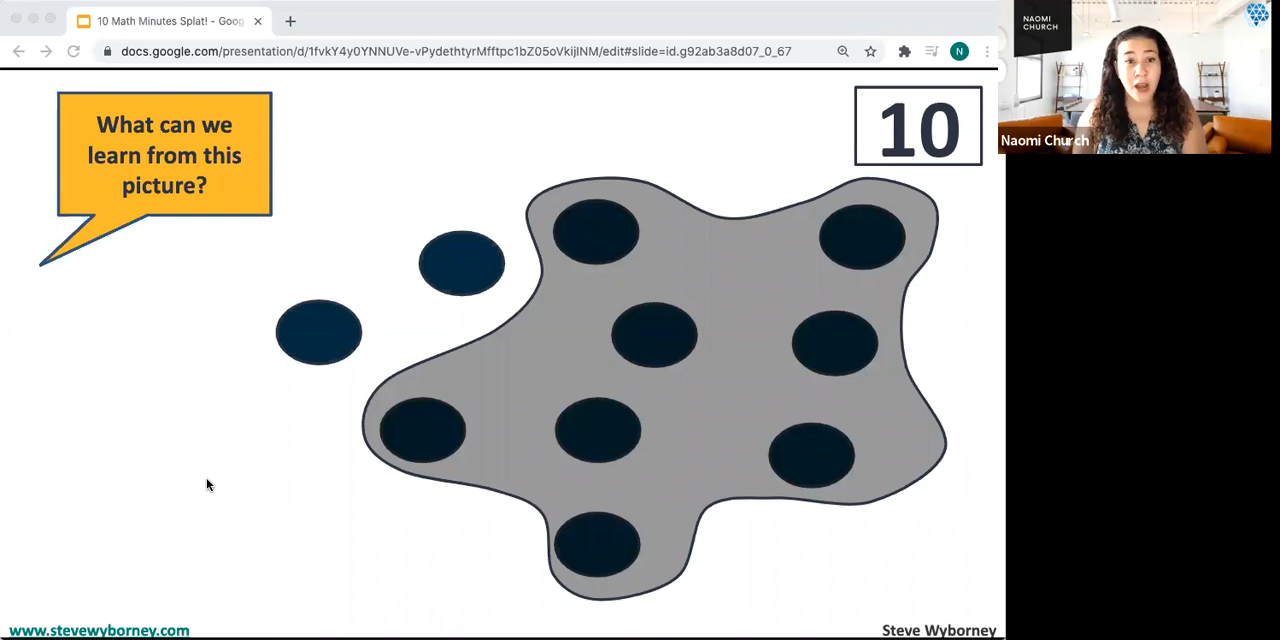 10 Math Minutes Splat! - Goog
docs.google.com/presentation/d/1fvkY4y0YNNUVe-vPydethtyrMfftpc1bZ05oVkijINM/edit#slide=id.g92ab3a8d07_0_67
N
NAOMI
CHURCH
Naomi Church
What can we
learn from this
picture?
10
www.stevewyborney.com
Steve Wyborney